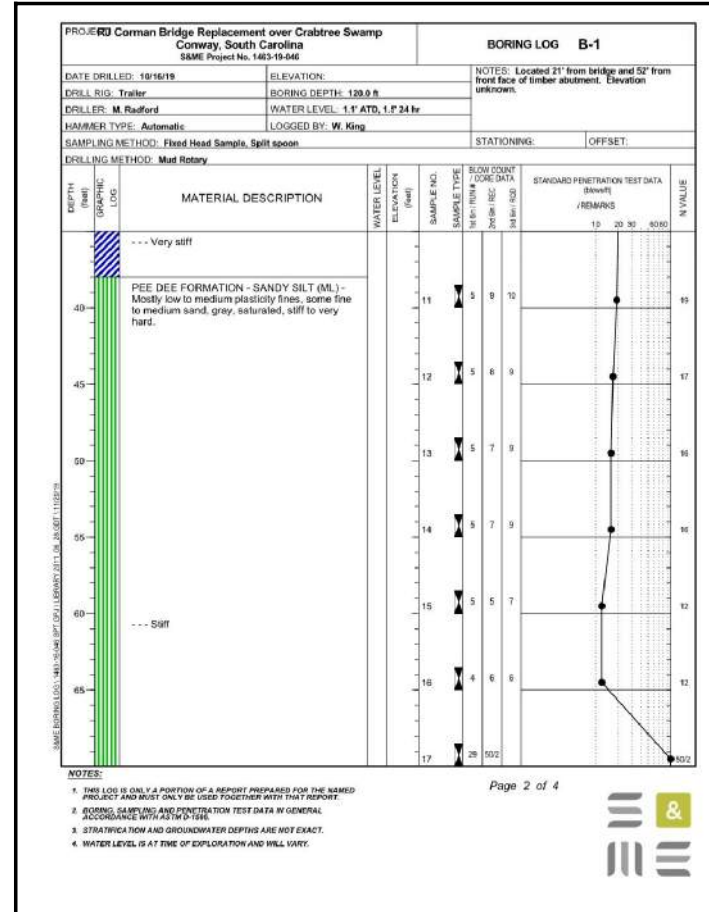 PROJECT: RJ Corman Bridge Replacement over Crabtree Swamp
Conway, South Carolina
S&ME Project No. 1463-19-046
BORING LOG B-1
DATE DRILLED: 10/16/19
ELEVATION:
NOTES: Located 21' from bridge and 52' from
front face of timber abutment. Elevation
unknown.
DRILL RIG: Trailer
BORING DEPTH: 120.0 ft
DRILLER: M. Radford
WATER LEVEL: 1.1' ATD, 1.5' 24 hr
HAMMER TYPE: Automatic
LOGGED BY: W. King
SAMPLING METHOD: Fixed Head Sample, Split spoon
STATIONING:
OFFSET:
DRILLING METHOD: Mud Rotary
DEPTH
(feet)
GRAPHIC
LOG
MATERIAL DESCRIPTION
WATER LEVEL
ELEVATION
(feet)
SAMPLE NO.
SAMPLE TYPE
BLOW COUNT
/ CORE DATA
1st 6in / RUN #
2nd 6in / REC
3rd 6in / RQD
STANDARD PENETRATION TEST DATA
(blows/ft)
/ REMARKS
10 20 30 60 80
N VALUE
- - - Very stiff
PEE DEE FORMATION - SANDY SILT (ML) -
Mostly low to medium plasticity fines, some fine
to medium sand, gray, saturated, stiff to very
hard.
40
11 5 9 10 19
45
12 5 8 9 17
50
13 5 7 9 16
55
14 5 7 9 16
60
15 5 5 7 12
- - - Stiff
65
16 4 6 6 12
17 29 50/2 50/2
NOTES:
1. THIS LOG IS ONLY A PORTION OF A REPORT PREPARED FOR THE NAMED
PROJECT AND MUST ONLY BE USED TOGETHER WITH THAT REPORT.
2. BORING, SAMPLING AND PENETRATION TEST DATA IN GENERAL
ACCORDANCE WITH ASTM D-1586.
3. STRATIFICATION AND GROUNDWATER DEPTHS ARE NOT EXACT.
4. WATER LEVEL IS AT TIME OF EXPLORATION AND WILL VARY.
Page 2 of 4
S&
ME